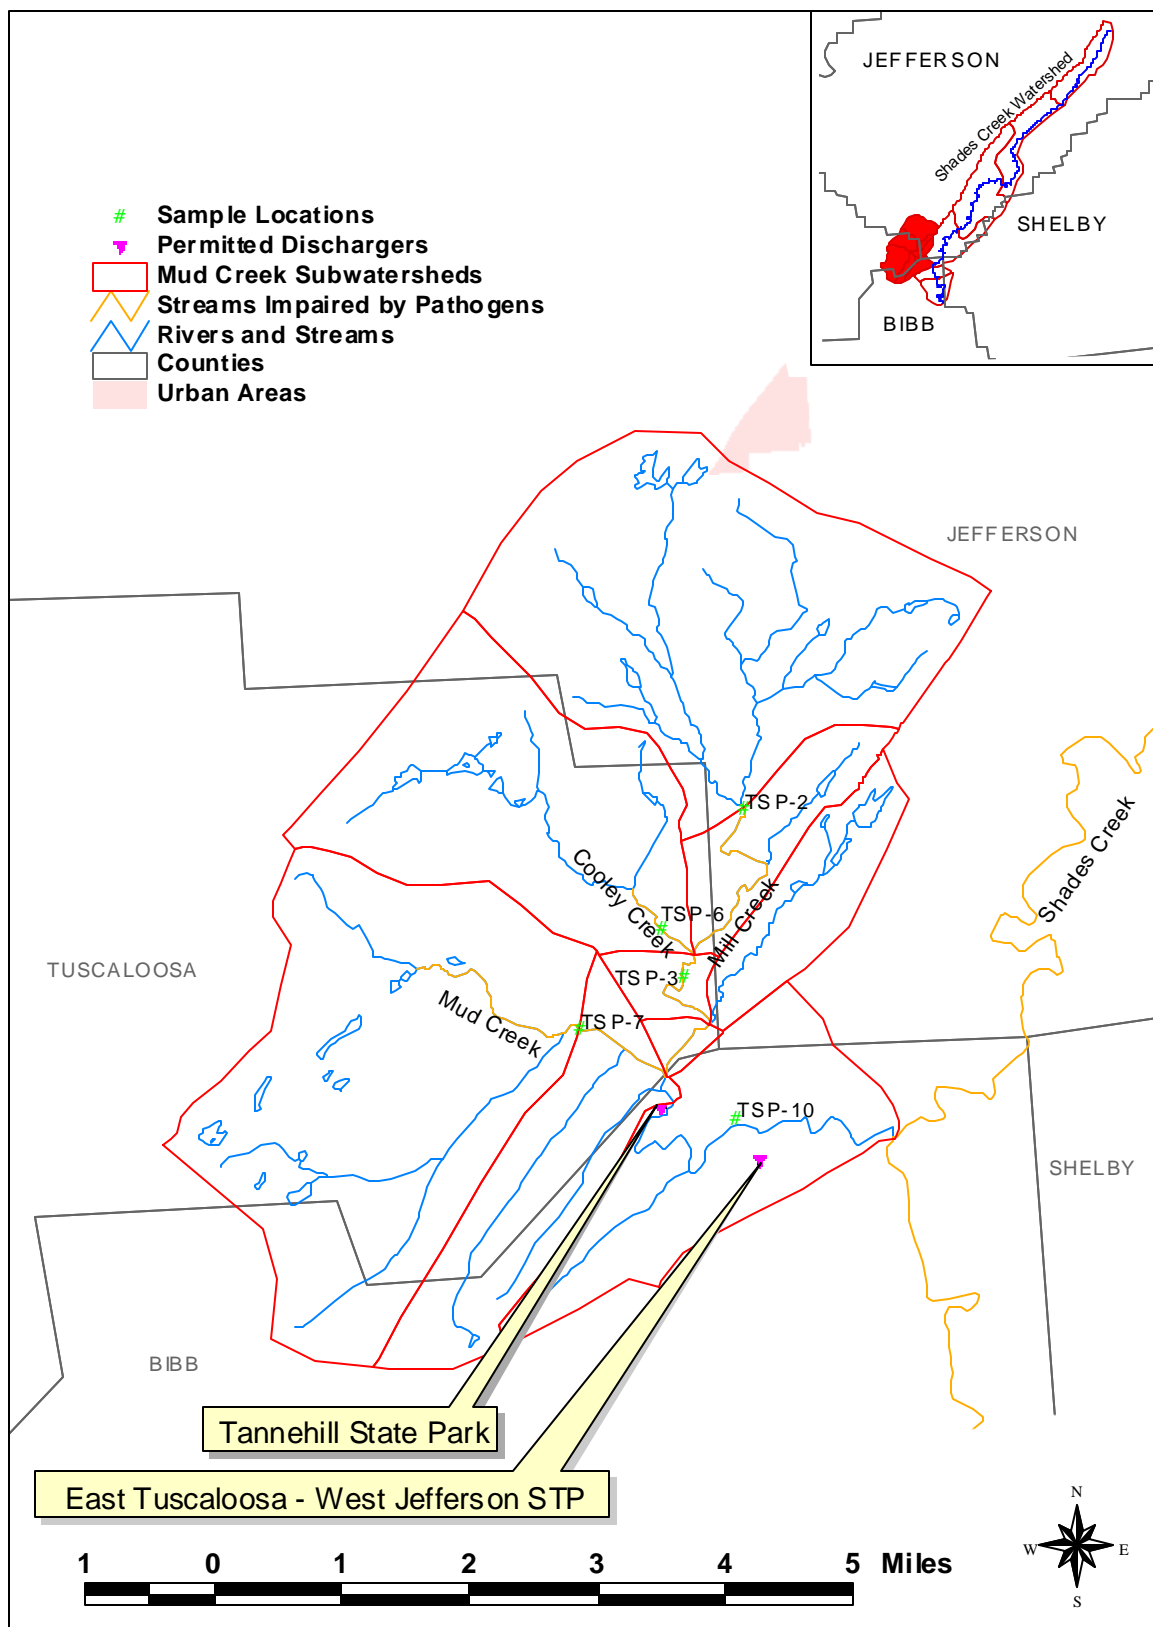 JEFFERSON
Shades Creek Watershed
SHELBY
BIBB
# Sample Locations
Permitted Dischargers
Mud Creek Subwatersheds
Streams Impaired by Pathogens
Rivers and Streams
Counties
Urban Areas
JEFFERSON
# TSP-2
Shades Creek
Cooley Creek
# TSP-6
Mill Creek
TUSCALOOSA
TSP-3 #
Mud Creek
# TSP-7
# TSP-10
SHELBY
BIBB
Tannehill State Park
East Tuscaloosa - West Jefferson STP
1 0 1 2 3 4 5 Miles
N
W E
S